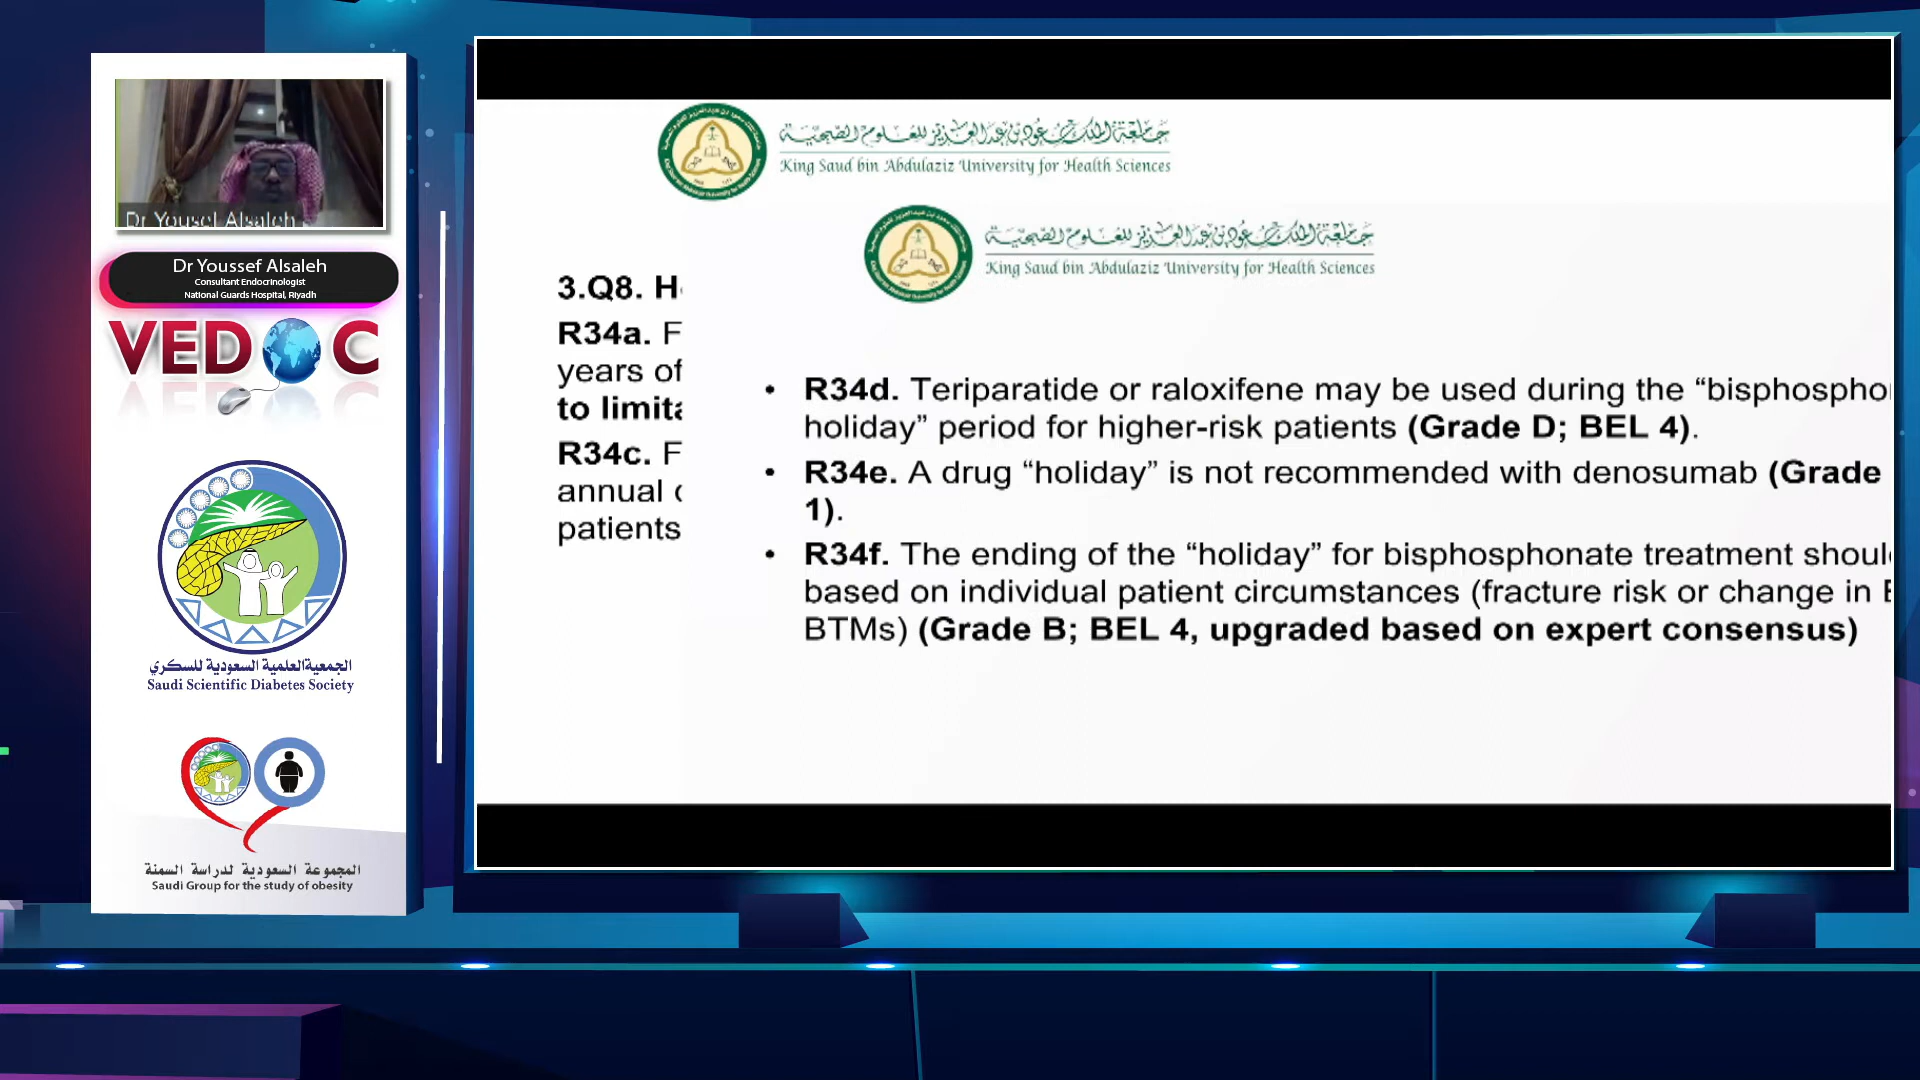 Dr Yousef Alsaleh
Dr Youssef Alsaleh
Consultant Endocrinologist
National Guards Hospital, Riyadh
VEDOC
الجمعية العلمية السعودية للسكري
Saudi Scientific Diabetes Society
المجموعة السعودية لدراسة السمنة
Saudi Group for the study of obesity
جامعة الملك سعود بن عبدالعزيز للعلوم الصحية
King Saud bin Abdulaziz University for Health Sciences
جامعة الملك سعود بن عبدالعزيز للعلوم الصحية
King Saud bin Abdulaziz University for Health Sciences
3.Q8. H
R34a. F
years of
to limita
R34c. F
annual
patients
• R34d. Teriparatide or raloxifene may be used during the “bisphospho
holiday” period for higher-risk patients (Grade D; BEL 4).
• R34e. A drug “holiday” is not recommended with denosumab (Grade
1).
• R34f. The ending of the “holiday” for bisphosphonate treatment shoul
based on individual patient circumstances (fracture risk or change in
BTMs) (Grade B; BEL 4, upgraded based on expert consensus)